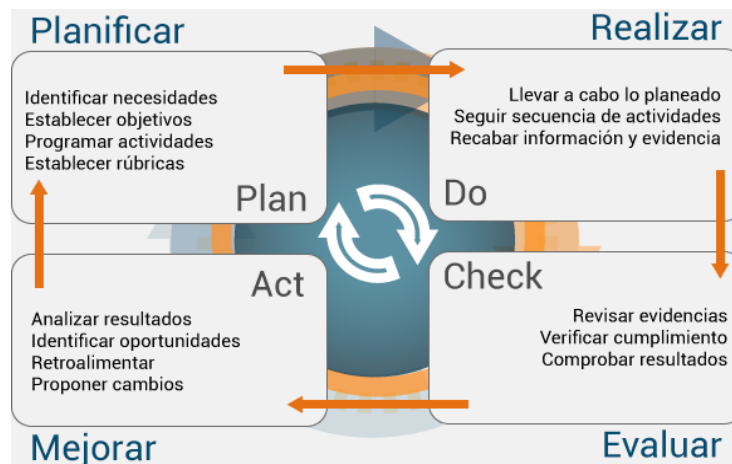 Planificar
Identificar necesidades
Establecer objetivos
Programar actividades
Establecer rúbricas
Plan
Realizar
Llevar a cabo lo planeado
Seguir secuencia de actividades
Recabar información y evidencia
Do
Check
Revisar evidencias
Verificar cumplimiento
Comprobar resultados
Evaluar
Act
Analizar resultados
Identificar oportunidades
Retroalimentar
Proponer cambios
Mejorar